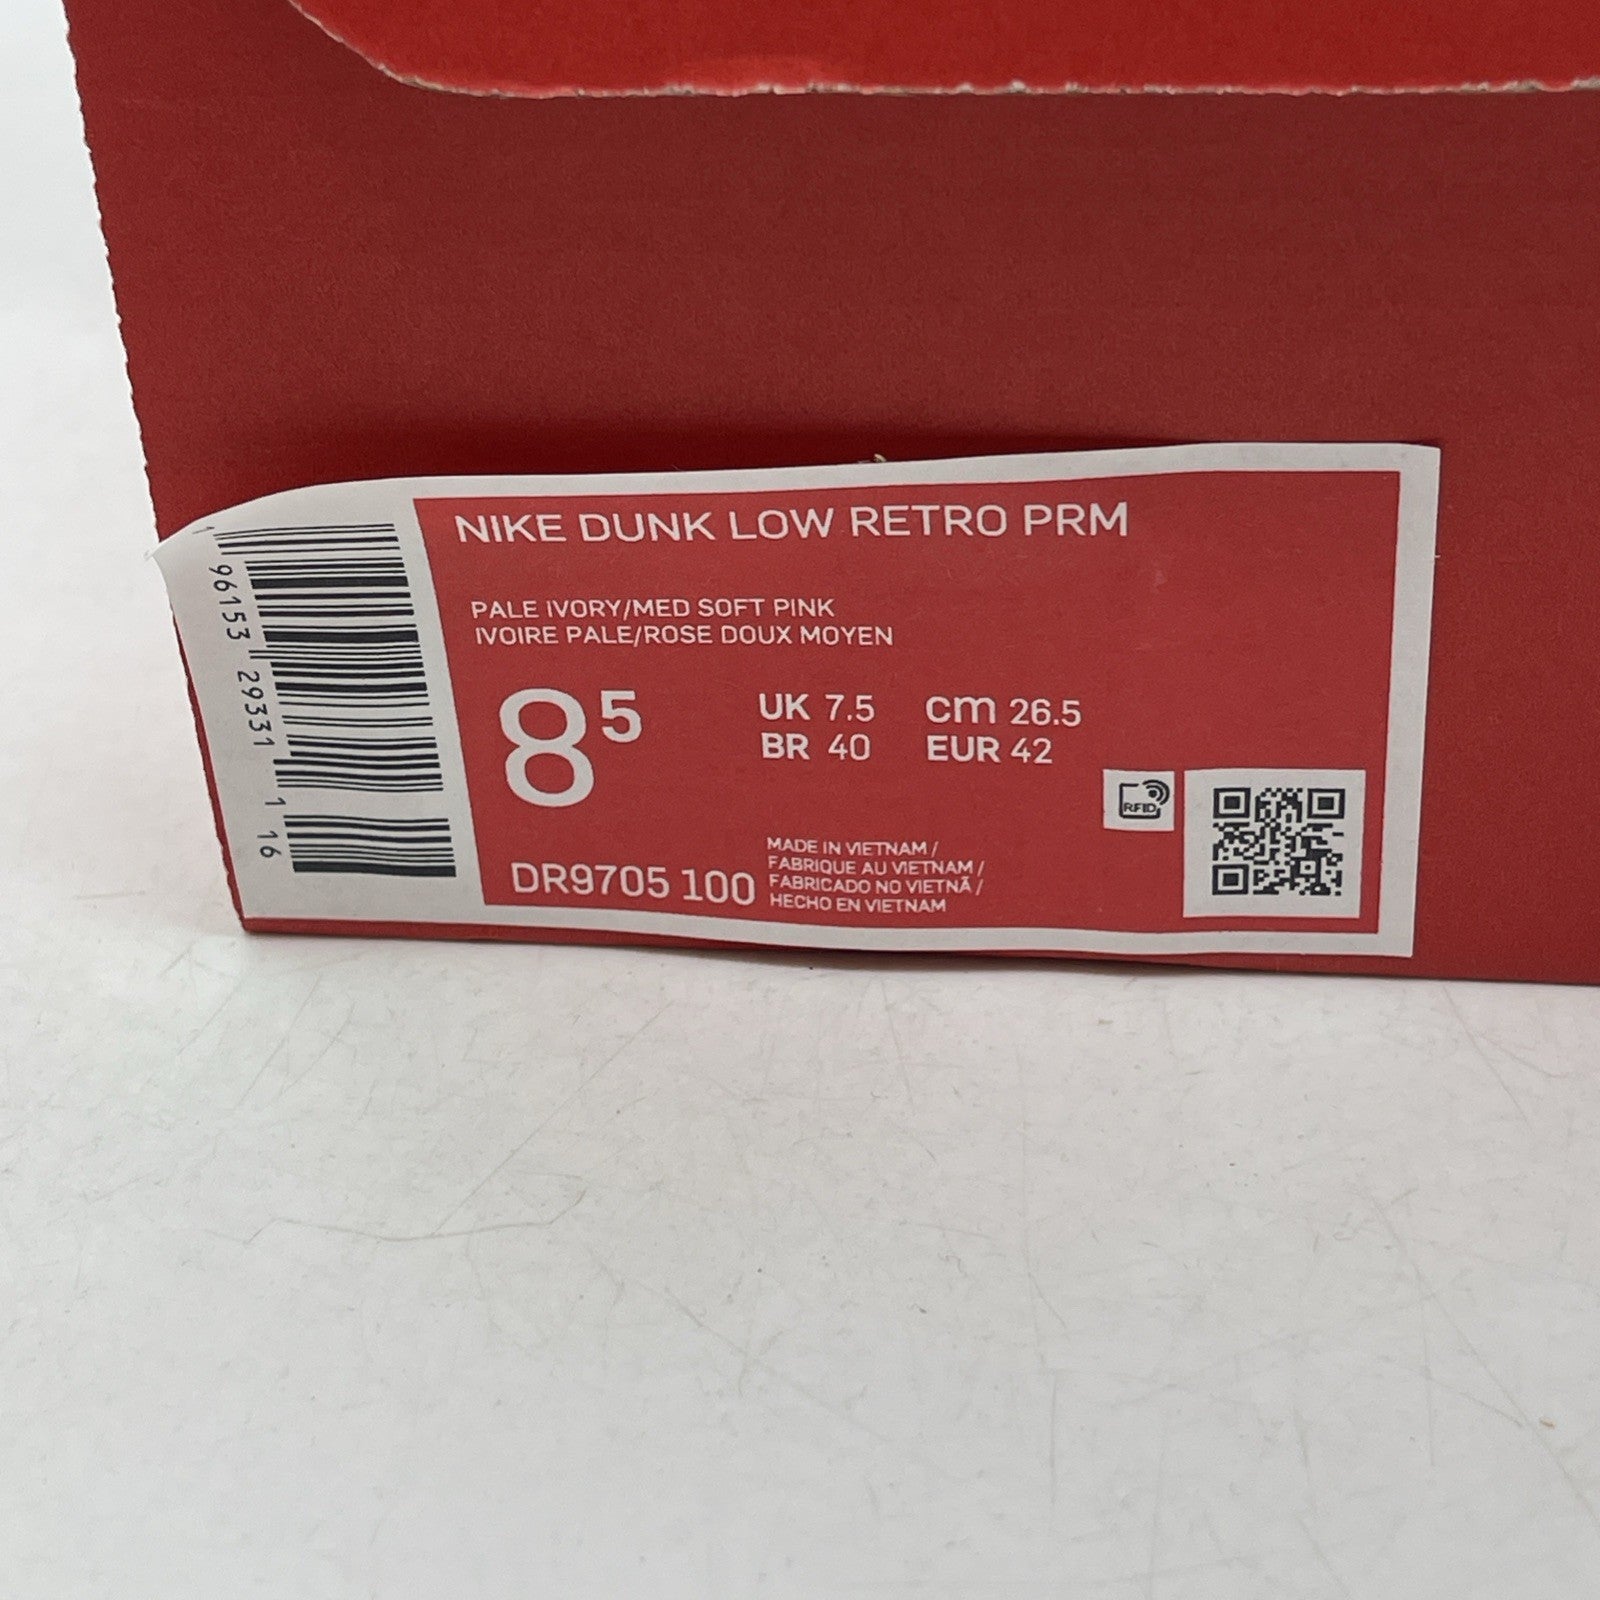 NIKE DUNK LOW RETRO PRM
PALE IVORY/MED SOFT PINK
IVOIRE PALE/ROSE DOUX MOYEN
8⁵
UK 7.5 cm 26.5
BR 40 EUR 42
RFID
DR9705 100
MADE IN VIETNAM /
FABRIQUE AU VIETNAM /
FABRICADO NO VIETNÃ /
HECHO EN VIETNAM
1 96153 29331 1 16